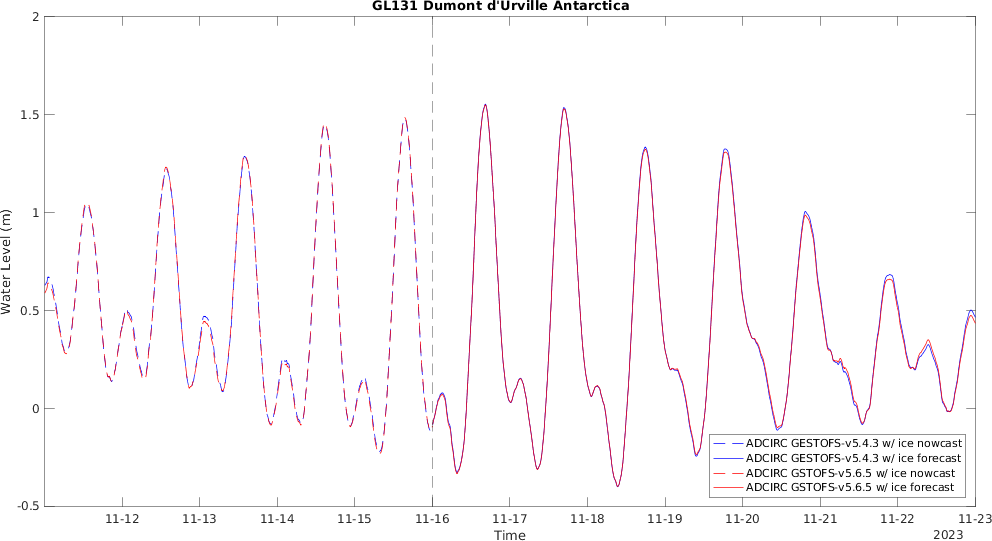 GL131 Dumont d'Urville Antarctica
2
1.5
1
0.5
0
-0.5
Water Level (m)
11-12 11-13 11-14 11-15 11-16 11-17 11-18 11-19 11-20 11-21 11-22 11-23
Time
2023
ADCIRC GESTOFS-v5.4.3 w/ ice nowcast
ADCIRC GESTOFS-v5.4.3 w/ ice forecast
ADCIRC GSTOFS-v5.6.5 w/ ice nowcast
ADCIRC GSTOFS-v5.6.5 w/ ice forecast